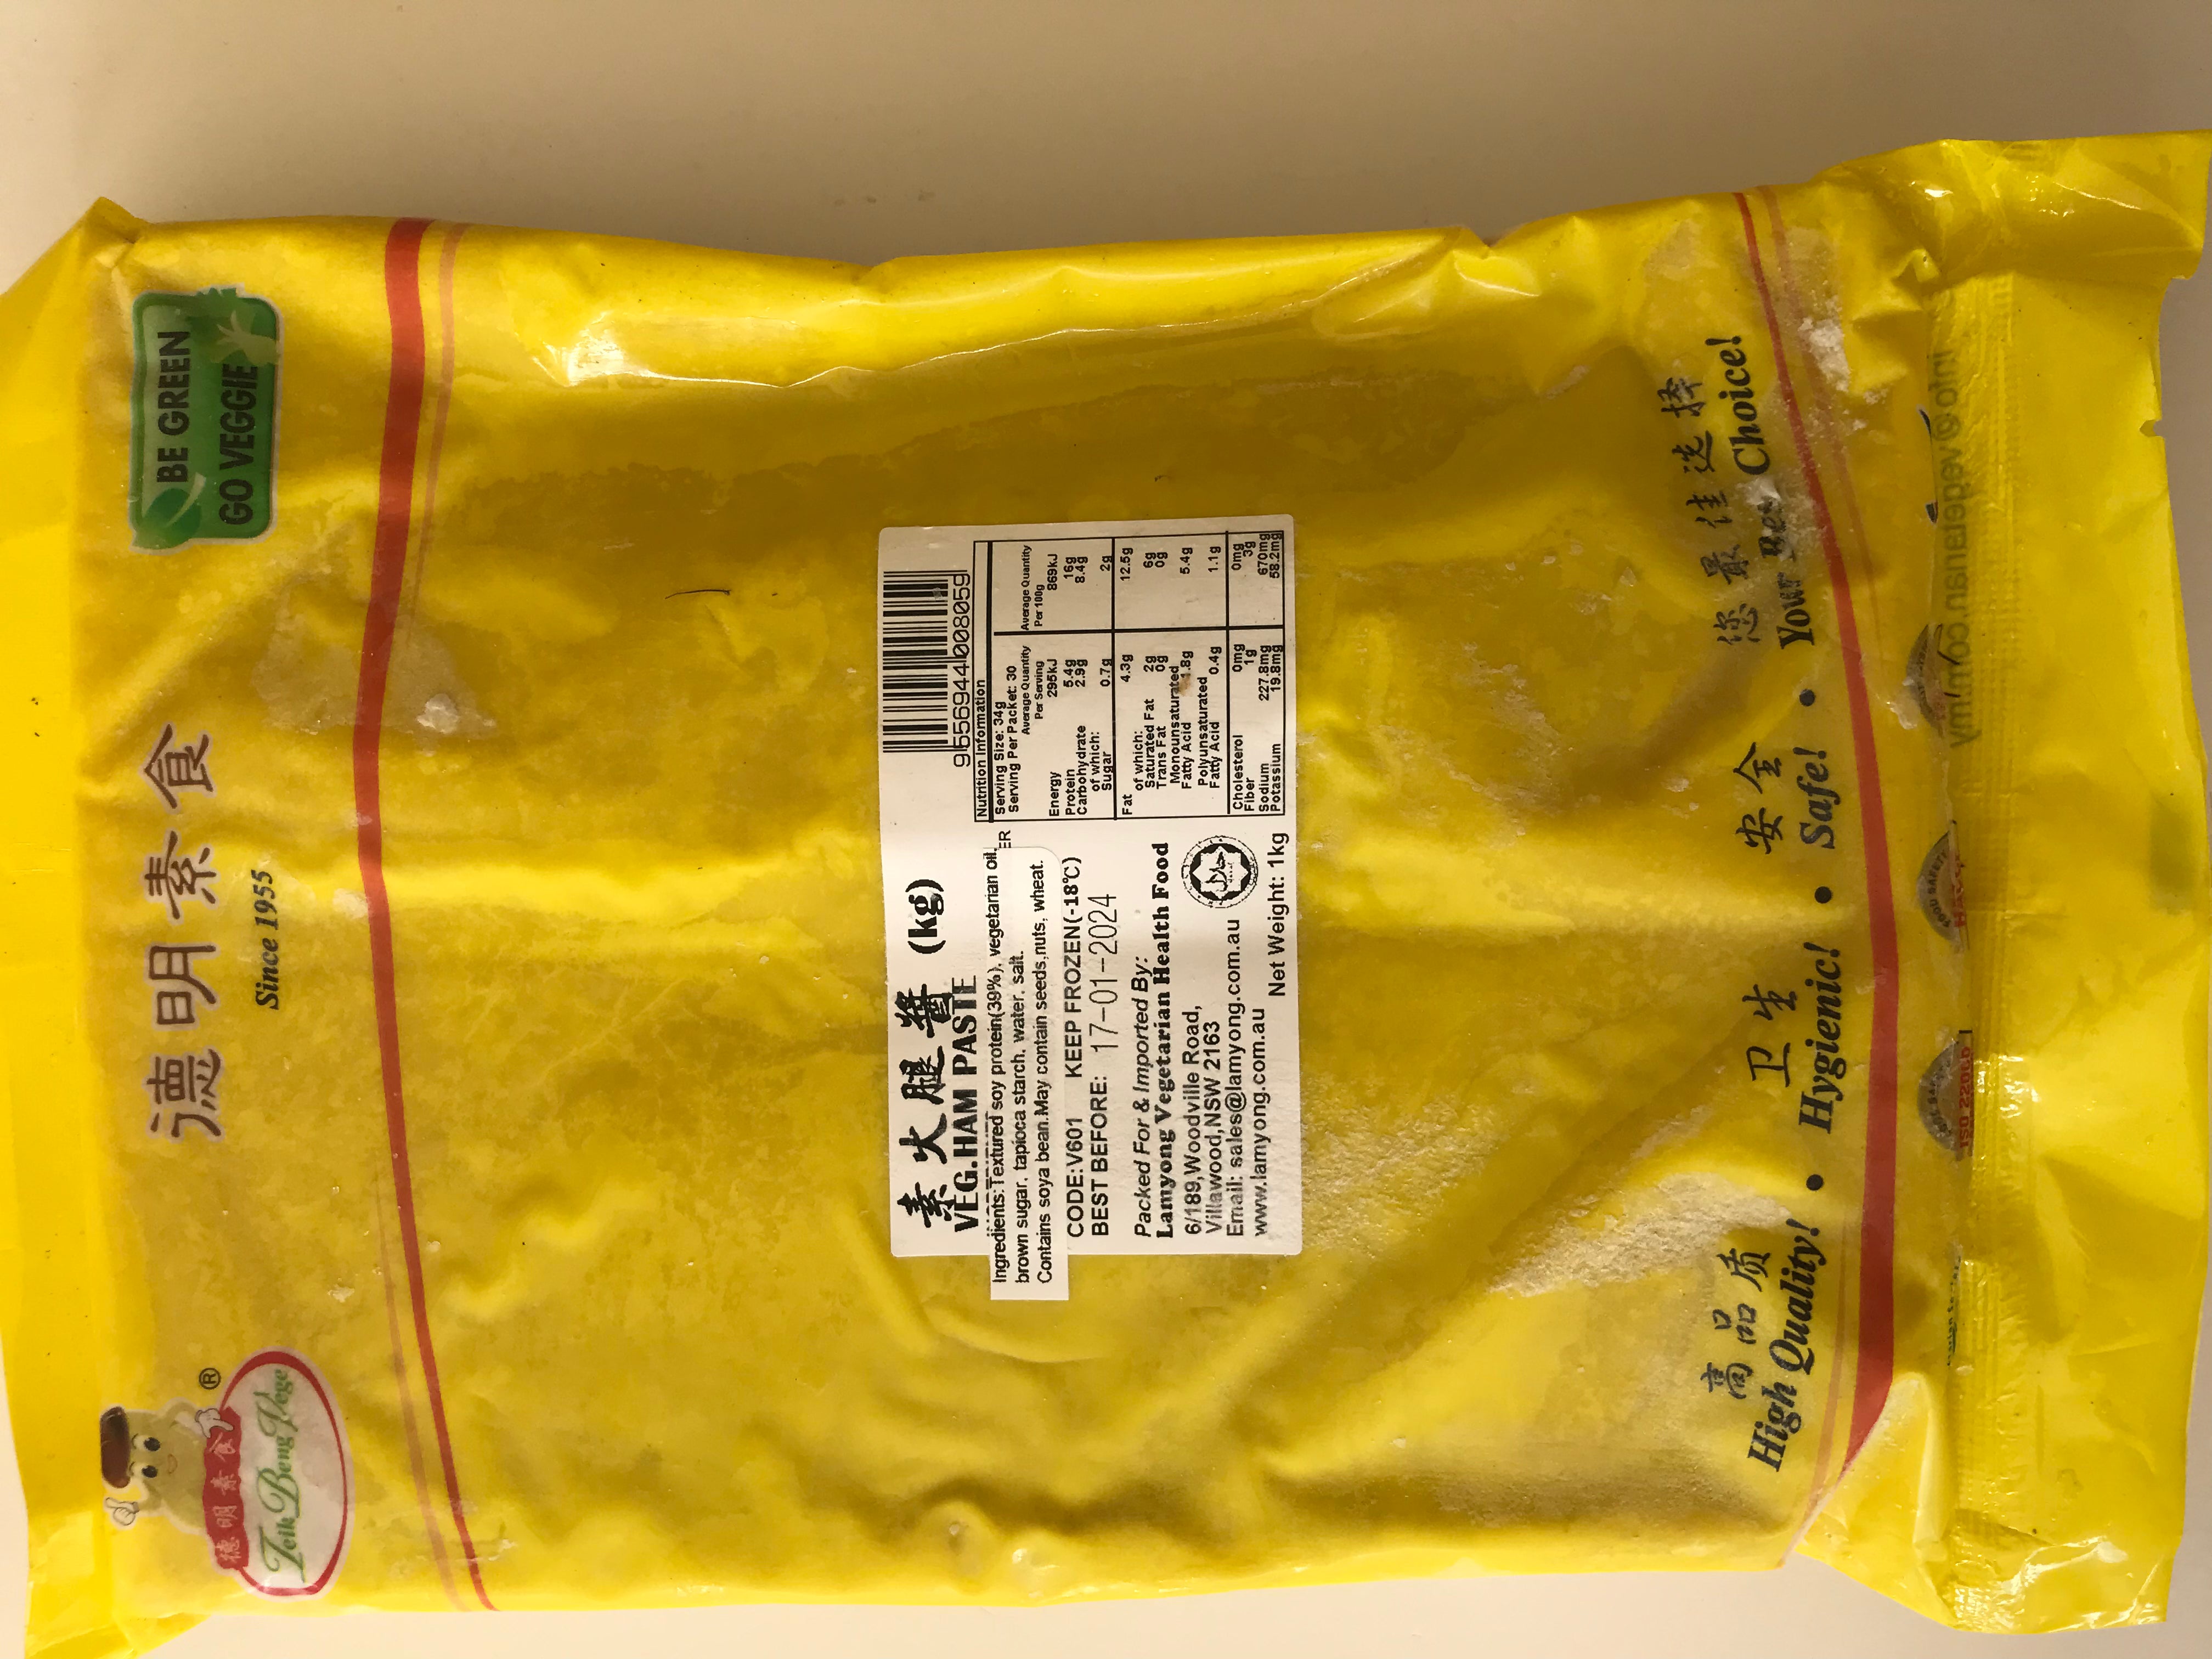 德明素食
Since 1955
BE GREEN
GO VEGGIE
®
德明素食
Teik Beng Vege
素火腿醬 (kg)
VEG.HAM PASTE
9556944008059
Ingredients:Textured soy protein(39%), vegetarian oil,
brown sugar, tapioca starch, water, salt.
Contains soya bean.May contain seeds,nuts, wheat.
ER
CODE:V601 KEEP FROZEN(-18℃)
BEST BEFORE: 17-01-2024
Packed For & Imported By:
Lamyong Vegetarian Health Food
6/189,Woodville Road,
Villawood,NSW 2163
Email: sales@lamyong.com.au
www.lamyong.com.au
Net Weight: 1kg
Nutrition Information
Serving Size: 34g
Serving Per Packet: 30
Average Quantity Average Quantity
Per Serving Per 100g
Energy 295kJ 869kJ
Protein 5.4g 16g
Carbohydrate 2.9g 8.4g
of which:
Sugar 0.7g 2g
Fat 4.3g 12.5g
of which:
Saturated Fat 2g 6g
Trans Fat 0g 0g
Monounsaturated
Fatty Acid 1.8g 5.4g
Polyunsaturated
Fatty Acid 0.4g 1.1g
Cholesterol 0mg 0mg
Fiber 1g 3g
Sodium 227.8mg 670mg
Potassium 19.8mg 58.2mg
高品质 卫生 安全 您最佳选择
High Quality! • Hygienic! • Safe! • Your Best Choice!
FOOD SAFETY